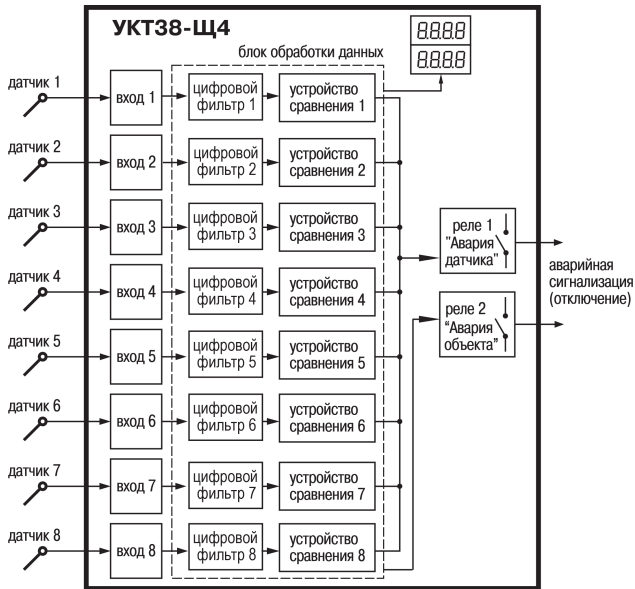 УКТ38-Щ4
8.8.8.8
8.8.8.8
блок обработки данных
датчик 1
вход 1
цифровой
фильтр 1
устройство
сравнения 1
датчик 2
вход 2
цифровой
фильтр 2
устройство
сравнения 2
датчик 3
вход 3
цифровой
фильтр 3
устройство
сравнения 3
датчик 4
вход 4
цифровой
фильтр 4
устройство
сравнения 4
датчик 5
вход 5
цифровой
фильтр 5
устройство
сравнения 5
датчик 6
вход 6
цифровой
фильтр 6
устройство
сравнения 6
датчик 7
вход 7
цифровой
фильтр 7
устройство
сравнения 7
датчик 8
вход 8
цифровой
фильтр 8
устройство
сравнения 8
реле 1
"Авария
датчика"
реле 2
“Авария
объекта”
аварийная
сигнализация
(отключение)